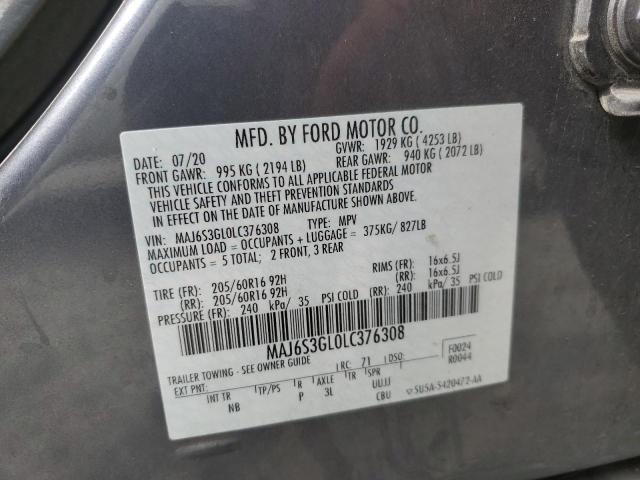 MFD. BY FORD MOTOR CO.
DATE: 07/20 GVWR: 1929 KG ( 4253 LB)
FRONT GAWR: 995 KG ( 2194 LB) REAR GAWR: 940 KG ( 2072 LB)
THIS VEHICLE CONFORMS TO ALL APPLICABLE FEDERAL MOTOR
VEHICLE SAFETY AND THEFT PREVENTION STANDARDS
IN EFFECT ON THE DATE OF MANUFACTURE SHOWN ABOVE.
VIN: MAJ6S3GL0LC376308 TYPE: MPV
MAXIMUM LOAD = OCCUPANTS + LUGGAGE = 375KG/ 827LB
OCCUPANTS = 5 TOTAL; 2 FRONT, 3 REAR
TIRE (FR): 205/60R16 92H RIMS (FR): 16x6.5J
(RR): 205/60R16 92H (RR): 16x6.5J
PRESSURE (FR): 240 kPa/ 35 PSI COLD (RR): 240 kPa/ 35 PSI COLD
MAJ6S3GL0LC376308
TRAILER TOWING - SEE OWNER GUIDE F0024
EXT PNT: RC: 71 DSO: R0044
INT TR TP/PS R AXLE TR SPR
NB P 3L UUJJ
CBU 5U5A-5420472-AA